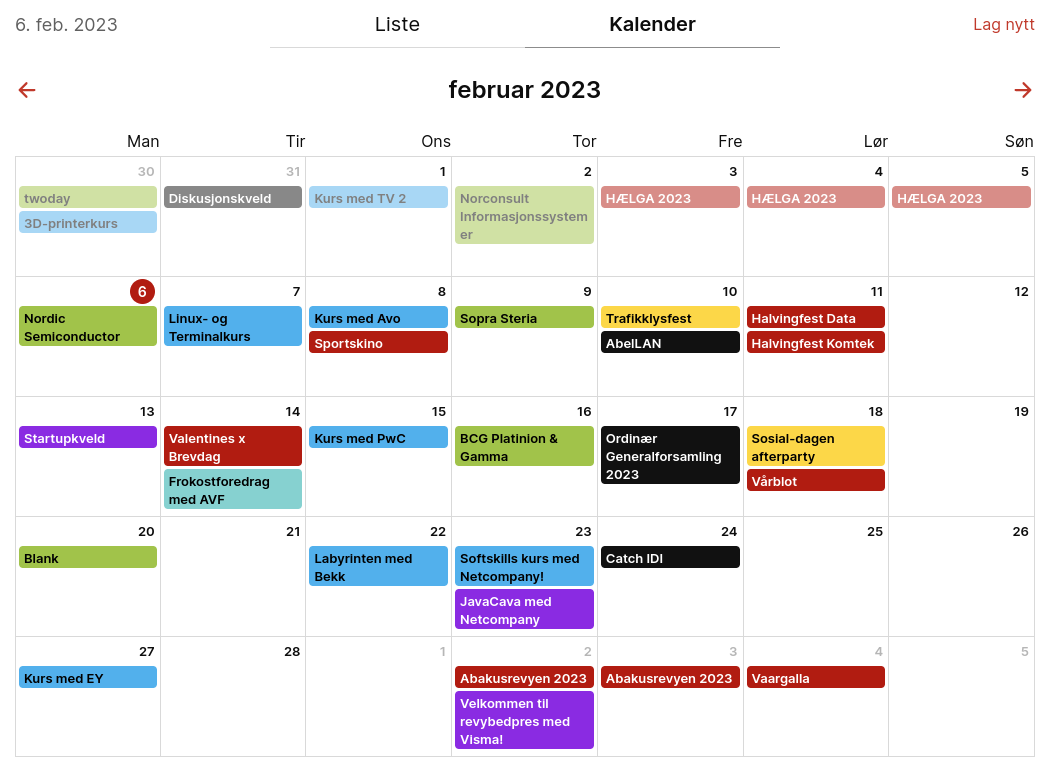 6. feb. 2023
Liste
Kalender
Lag nytt
februar 2023
Man
Tir
Ons
Tor
Fre
Lør
Søn
30
twoday
3D-printerkurs
31
Diskusjonskveld
1
Kurs med TV 2
2
Norconsult
Informasjonssystem
er
3
HÆLGA 2023
4
HÆLGA 2023
5
HÆLGA 2023
6
Nordic
Semiconductor
7
Linux- og
Terminalkurs
8
Kurs med Avo
Sportskino
9
Sopra Steria
10
Trafikklysfest
AbelLAN
11
Halvingfest Data
Halvingfest Komtek
12
13
Startupkveld
14
Valentines x
Brevdag
Frokostforedrag
med AVF
15
Kurs med PwC
16
BCG Platinion &
Gamma
17
Ordinær
Generalforsamling
2023
18
Sosial-dagen
afterparty
Vårblot
19
20
Blank
21
22
Labyrinten med
Bekk
23
Softskills kurs med
Netcompany!
JavaCava med
Netcompany
24
Catch IDI
25
26
27
Kurs med EY
28
1
2
Abakusrevyen 2023
Velkommen til
revybedpres med
Visma!
3
Abakusrevyen 2023
4
Vaargalla
5